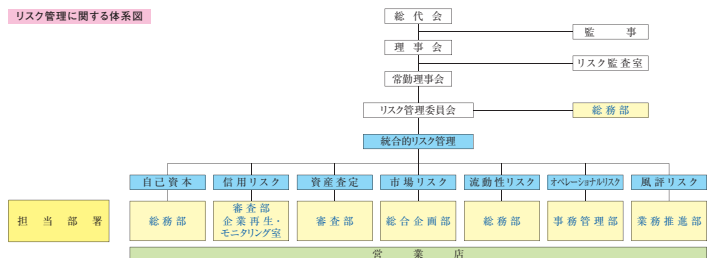 リスク管理に関する体系図
総代会
監事
理事会
リスク監査室
常勤理事会
リスク管理委員会
総務部
統合的リスク管理
自己資本
信用リスク
資産査定
市場リスク
流動性リスク
オペレーショナルリスク
風評リスク
担当部署
総務部
審査部
企業再生・
モニタリング室
審査部
総合企画部
総務部
事務管理部
業務推進部
営業店